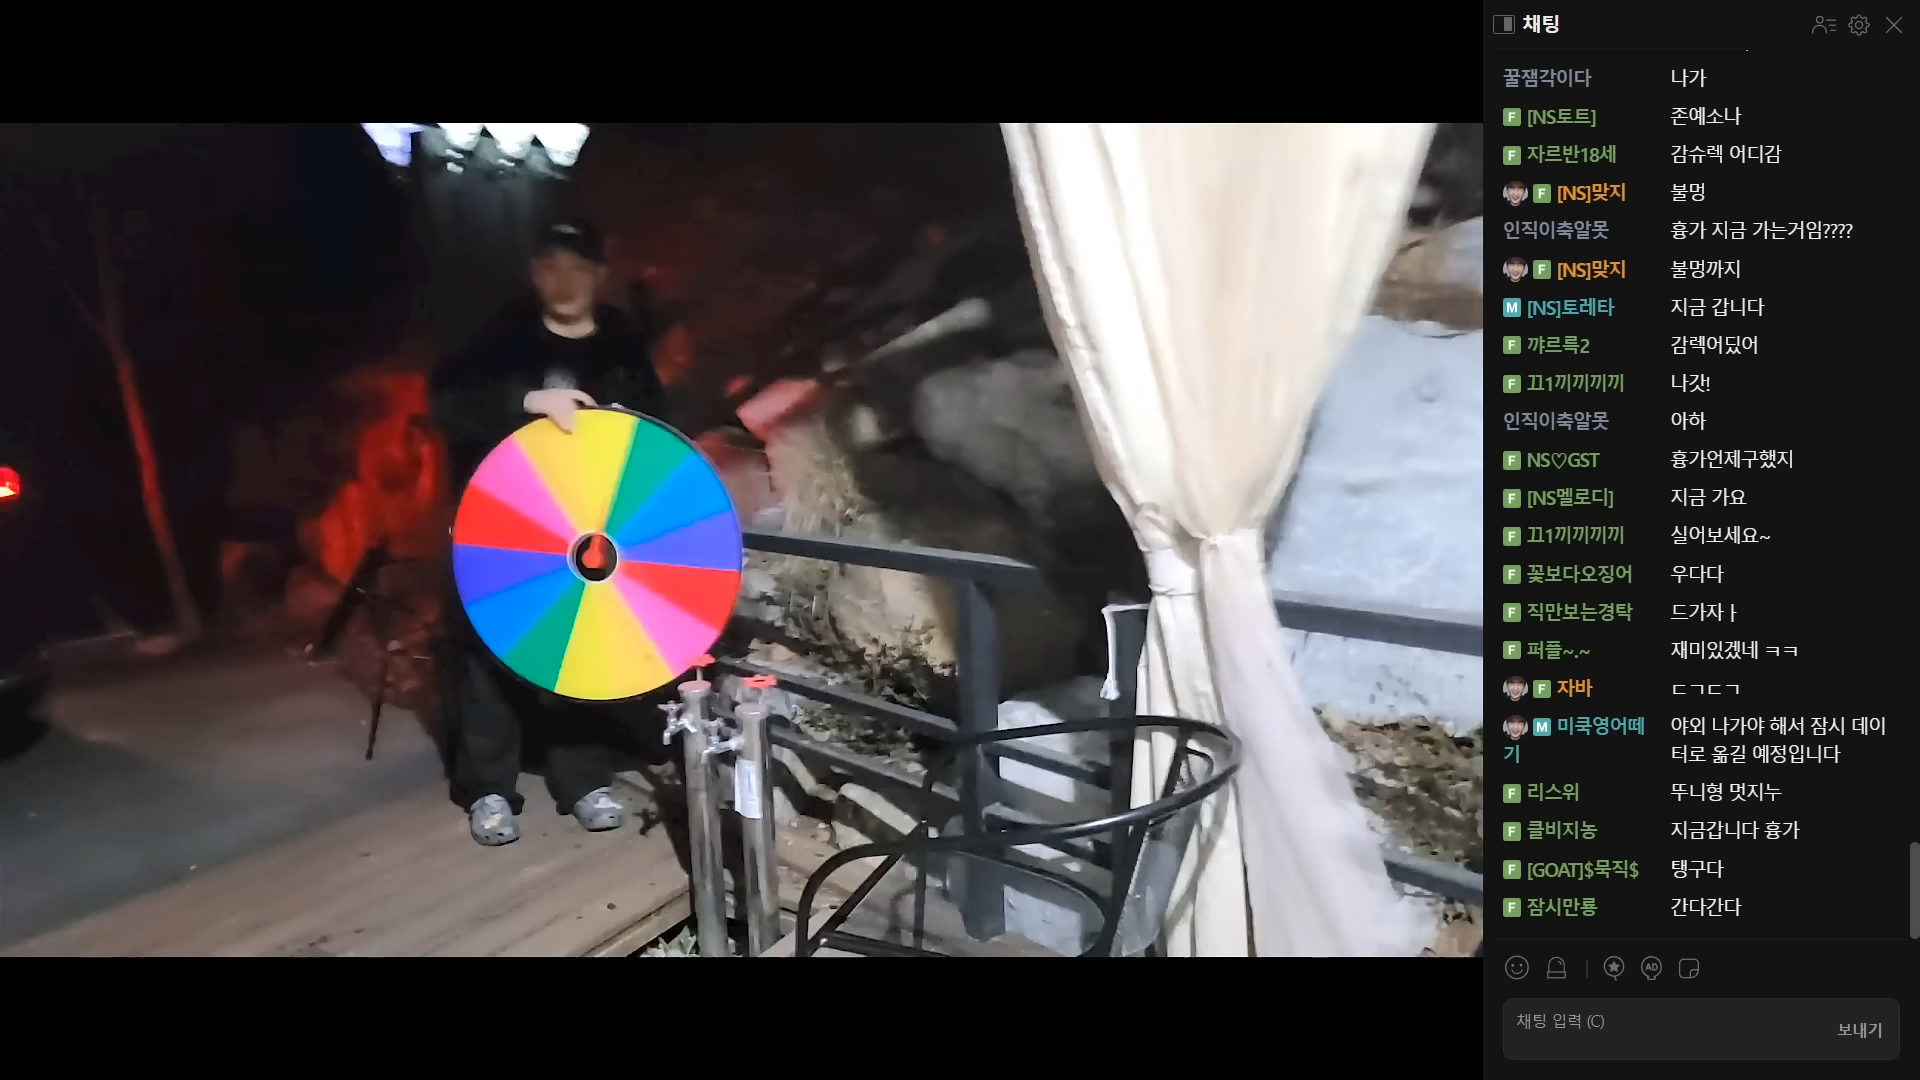 채팅
꿀잼각이다 나가
F [NS토트] 존예소나
F 자르반18세 감슈렉 어디감
F [NS]맞지 불멍
인직이축알못 흉가 지금 가는거임????
F [NS]맞지 불멍까지
M [NS]토레타 지금 갑니다
F 꺄르륵2 감렉어딨어
F 끄1끼끼끼끼 나갓!
인직이축알못 아하
F NS♡GST 흉가언제구했지
F [NS멜로디] 지금 가요
F 끄1끼끼끼끼 실어보세요~
F 꽃보다오징어 우다다
F 직만보는경탁 드가자ㅏ
F 퍼플~.~ 재미있겠네 ㅋㅋ
F 자바 ㄷㄱㄷㄱ
M 미쿡영어떼 야외 나가야 해서 잠시 데이
기 터로 옮길 예정입니다
F 리스위 뚜니형 멋지누
F 클비지농 지금갑니다 흉가
F [GOAT]$묵직$ 탱구다
F 잠시만룡 간다간다
AD
채팅 입력 (C)
보내기